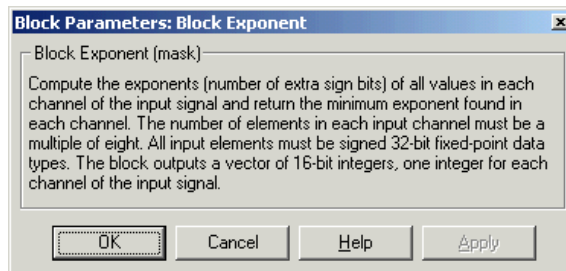 Block Parameters: Block Exponent
Block Exponent (mask)
Compute the exponents (number of extra sign bits) of all values in each
channel of the input signal and return the minimum exponent found in
each channel. The number of elements in each input channel must be a
multiple of eight. All input elements must be signed 32-bit fixed-point data
types. The block outputs a vector of 16-bit integers, one integer for each
channel of the input signal.
OK Cancel Help Apply